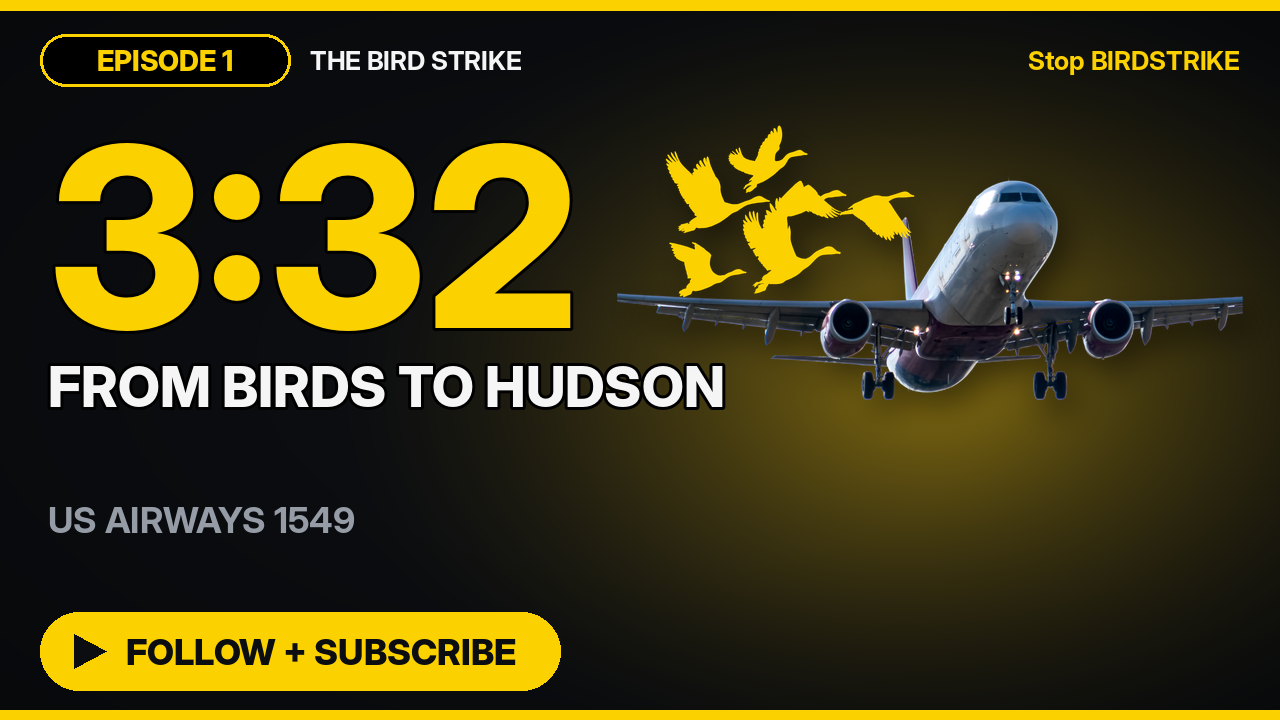 EPISODE 1
THE BIRD STRIKE
Stop BIRDSTRIKE
3:32
FROM BIRDS TO HUDSON
US AIRWAYS 1549
FOLLOW + SUBSCRIBE